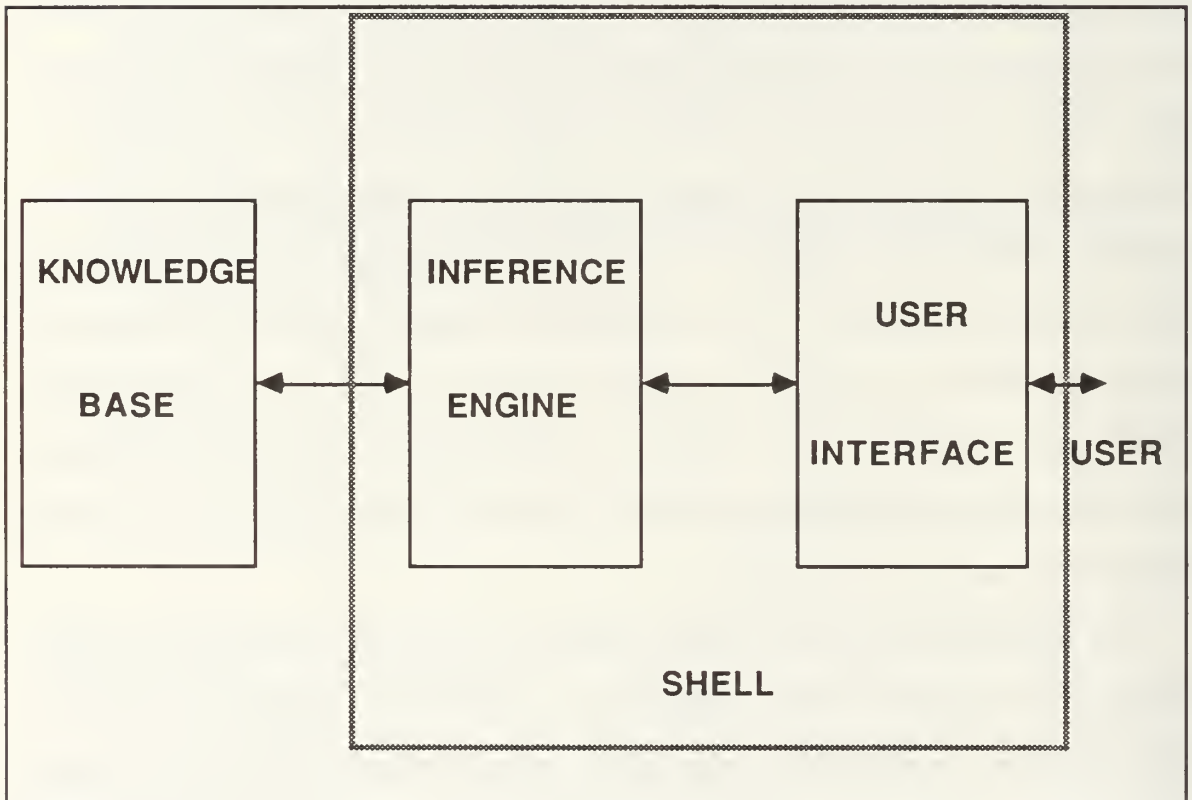 KNOWLEDGE
BASE
INFERENCE
ENGINE
USER
INTERFACE
USER
SHELL